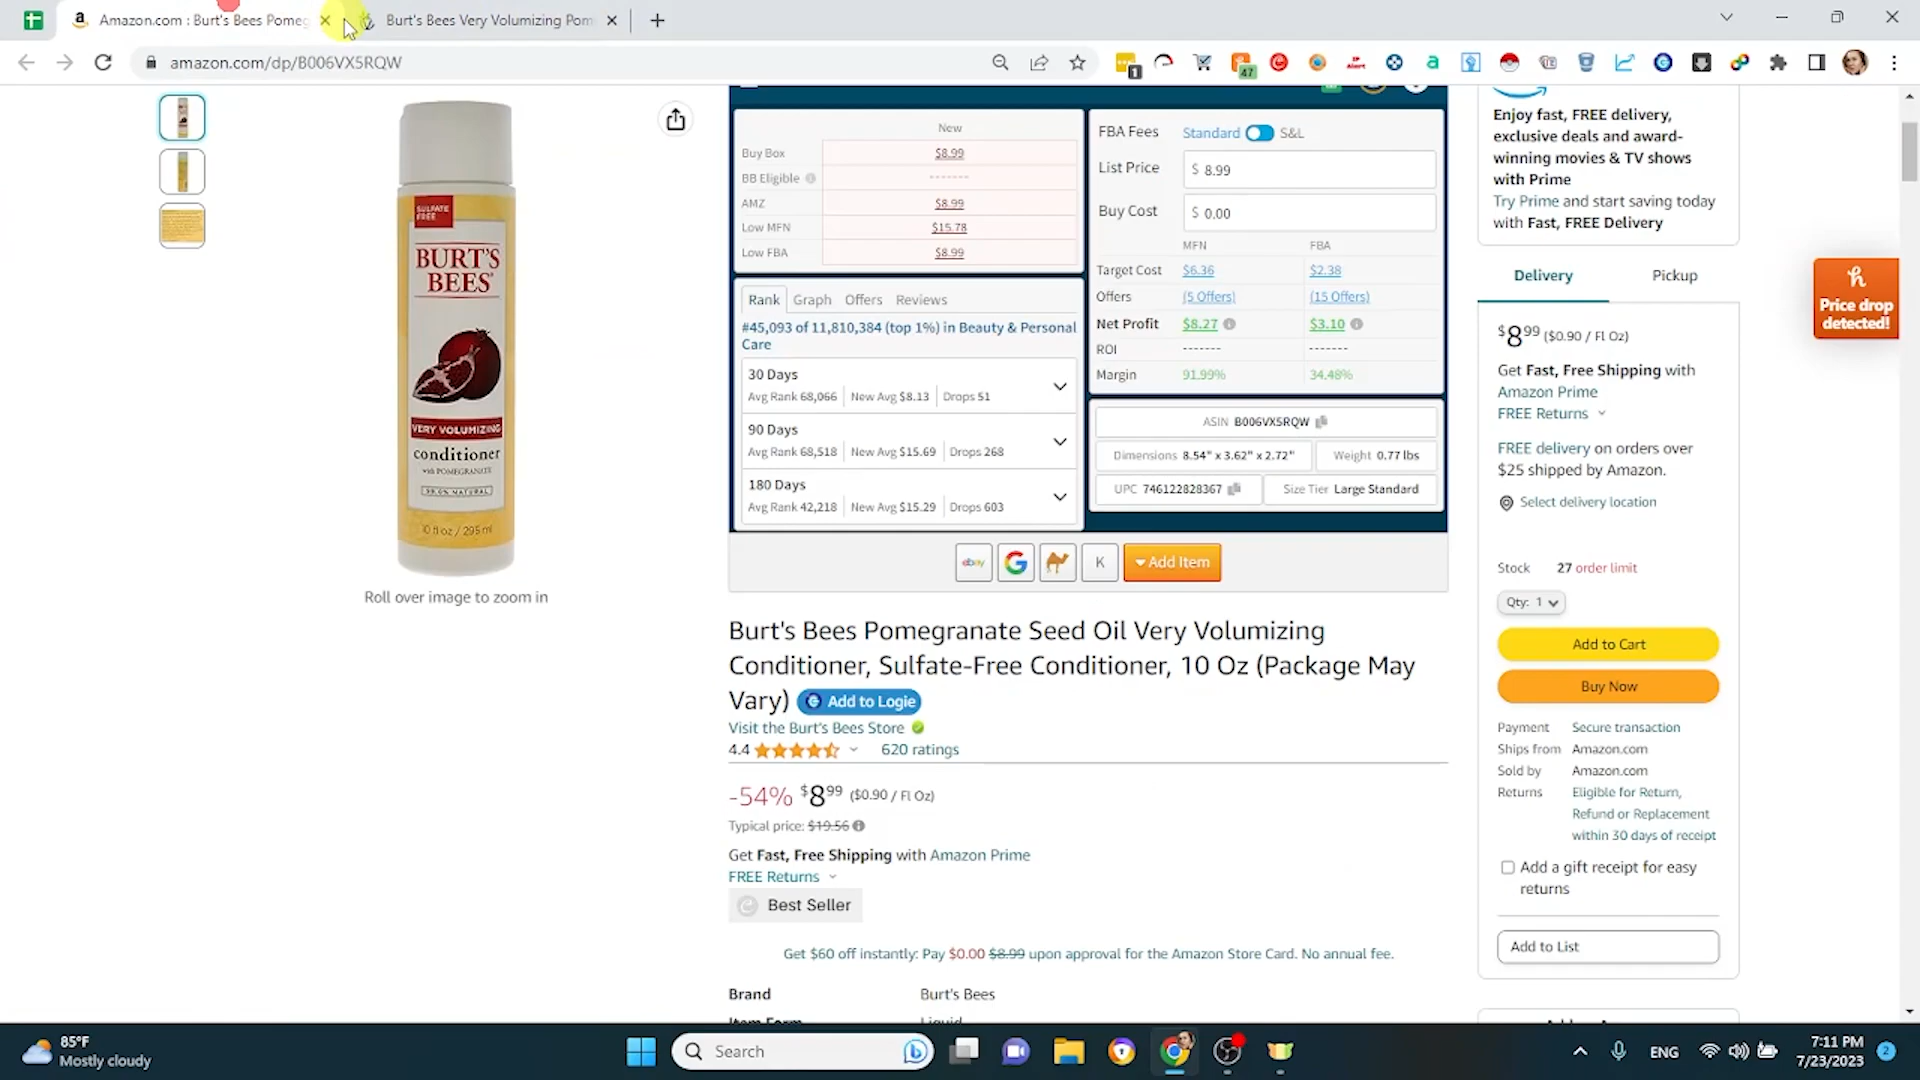 Amazon.com : Burt's Bees Pomeg
Burt's Bees Very Volumizing Pom
amazon.com/dp/B006VX5RQW
1
47
SULFATE FREE
BURT'S
BEES
VERY VOLUMIZING
conditioner
with POMEGRANATE
10 fl oz / 295 ml
Roll over image to zoom in
New
Buy Box $8.99
BB Eligible -------
AMZ $8.99
Low MFN $15.78
Low FBA $8.99
Rank Graph Offers Reviews
#45,093 of 11,810,384 (top 1%) in Beauty & Personal
Care
30 Days
Avg Rank 68,066 New Avg $8.13 Drops 51
90 Days
Avg Rank 68,518 New Avg $15.69 Drops 268
180 Days
Avg Rank 42,218 New Avg $15.29 Drops 603
FBA Fees Standard S&L
List Price $ 8.99
Buy Cost $ 0.00
MFN FBA
Target Cost $6.36 $2.38
Offers (5 Offers) (15 Offers)
Net Profit $8.27 $3.10
ROI ------- -------
Margin 91.99% 34.48%
ASIN B006VX5RQW
Dimensions 8.54" x 3.62" x 2.72" Weight 0.77 lbs
UPC 746122828367 Size Tier Large Standard
ebay G K Add Item
Burt's Bees Pomegranate Seed Oil Very Volumizing
Conditioner, Sulfate-Free Conditioner, 10 Oz (Package May
Vary) Add to Logie
Visit the Burt's Bees Store
4.4 620 ratings
-54% $8.99 ($0.90 / Fl Oz)
Typical price: $19.56
Get Fast, Free Shipping with Amazon Prime
FREE Returns
Best Seller
Get $60 off instantly: Pay $0.00 $8.99 upon approval for the Amazon Store Card. No annual fee.
Brand Burt's Bees
Item Form Liquid
Enjoy fast, FREE delivery,
exclusive deals and award-
winning movies & TV shows
with Prime
Try Prime and start saving today
with Fast, FREE Delivery
Delivery Pickup
$8.99 ($0.90 / Fl Oz)
Get Fast, Free Shipping with
Amazon Prime
FREE Returns
FREE delivery on orders over
$25 shipped by Amazon.
Select delivery location
Stock 27 order limit
Qty: 1
Add to Cart
Buy Now
Payment Secure transaction
Ships from Amazon.com
Sold by Amazon.com
Returns Eligible for Return,
Refund or Replacement
within 30 days of receipt
Add a gift receipt for easy
returns
Add to List
h
Price drop
detected!
85°F
Mostly cloudy
Search
ENG
7:11 PM
7/23/2023
2